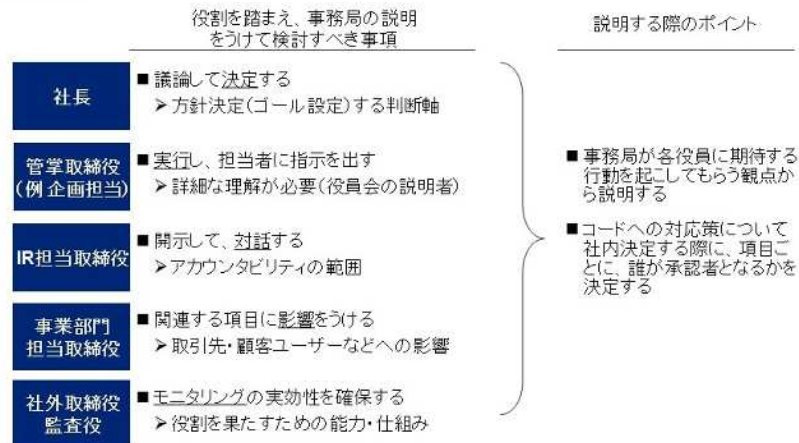 役割を踏まえ、事務局の説明
をうけて検討すべき事項
説明する際のポイント
社長
■ 議論して決定する
➢ 方針決定(ゴール設定)する判断軸
管掌取締役
(例 企画担当)
■ 実行し、担当者に指示を出す
➢ 詳細な理解が必要(役員会の説明者)
IR担当取締役
■ 開示して、対話する
➢ アカウンタビリティの範囲
事業部門
担当取締役
■ 関連する項目に影響をうける
➢ 取引先・顧客ユーザーなどへの影響
社外取締役
監査役
■ モニタリングの実効性を確保する
➢ 役割を果たすための能力・仕組み
■ 事務局が各役員に期待する
行動を起こしてもらう観点か
ら説明する
■ コードへの対応策について
社内決定する際に、項目ご
とに、誰が承認者となるかを
決定する